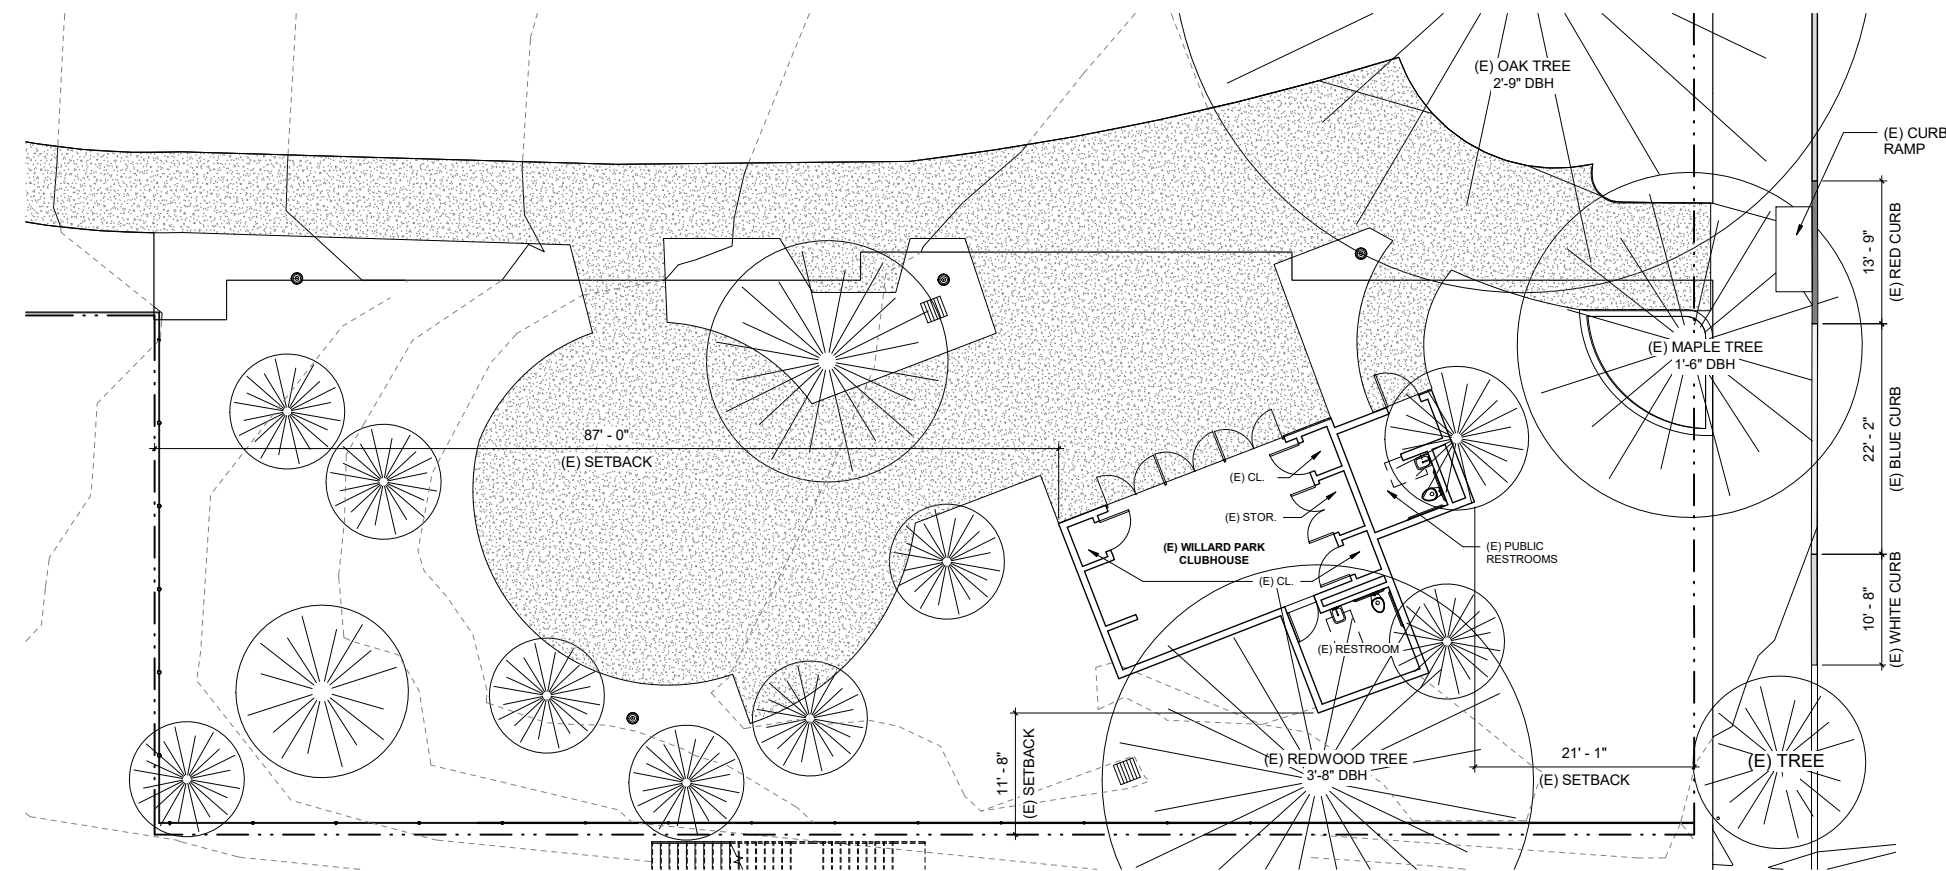 (E) OAK TREE
2'-9" DBH
(E) CURB
RAMP
13' - 9"
(E) RED CURB
(E) MAPLE TREE
1'-6" DBH
22' - 2"
(E) BLUE CURB
87' - 0"
(E) SETBACK
(E) CL.
(E) STOR.
(E) WILLARD PARK
CLUBHOUSE
(E) PUBLIC
RESTROOMS
(E) CL.
10' - 8"
(E) WHITE CURB
(E) RESTROOM
11' - 8"
(E) SETBACK
(E) REDWOOD TREE
3'-8" DBH
21' - 1"
(E) SETBACK
(E) TREE